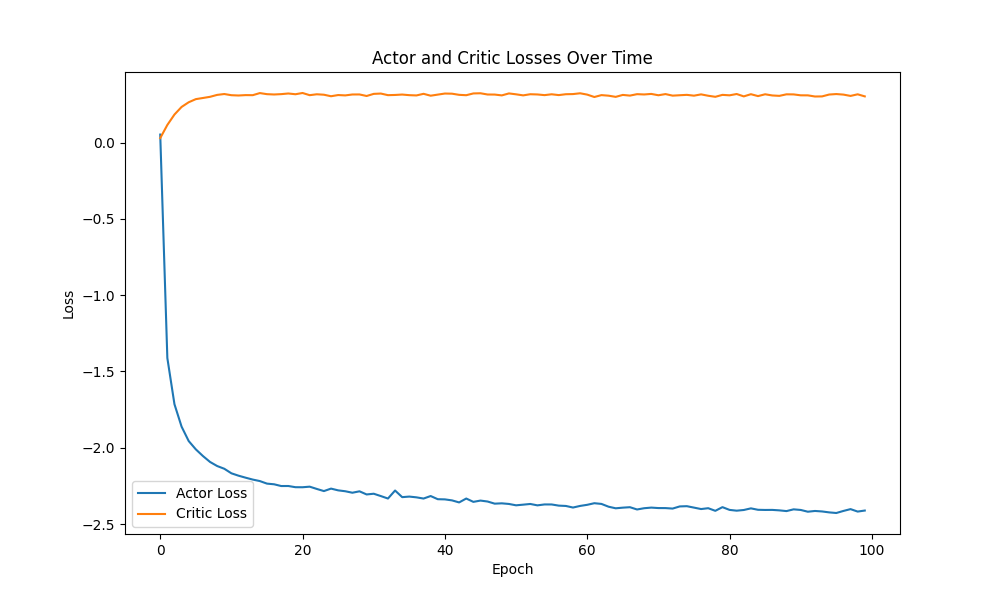 Actor and Critic Losses Over Time
Loss
0.0
−0.5
−1.0
−1.5
−2.0
−2.5
Actor Loss
Critic Loss
0
20
40
60
80
100
Epoch